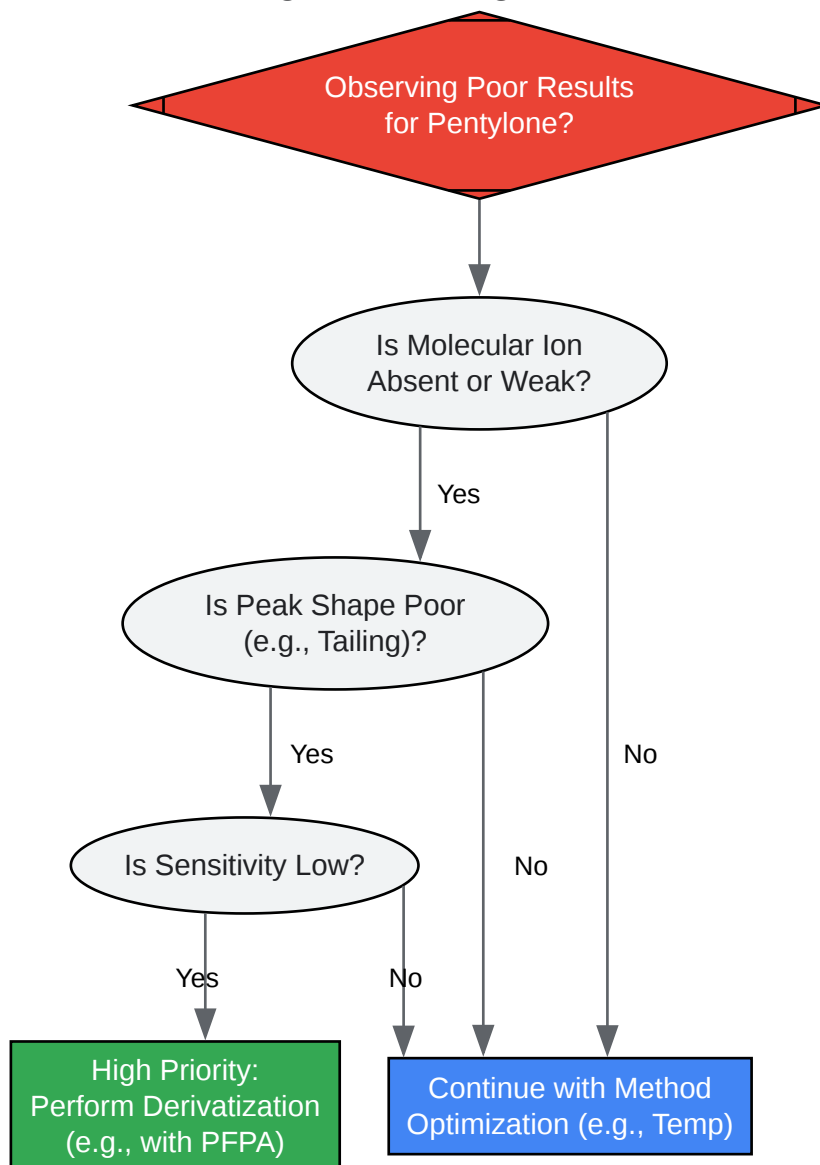 Observing Poor Results
for Pentylone?
Is Molecular Ion
Absent or Weak?
Yes
Is Peak Shape Poor
(e.g., Tailing)?
Yes
No
Is Sensitivity Low?
No
Yes
No
High Priority:
Perform Derivatization
(e.g., with PFPA)
Continue with Method
Optimization (e.g., Temp)